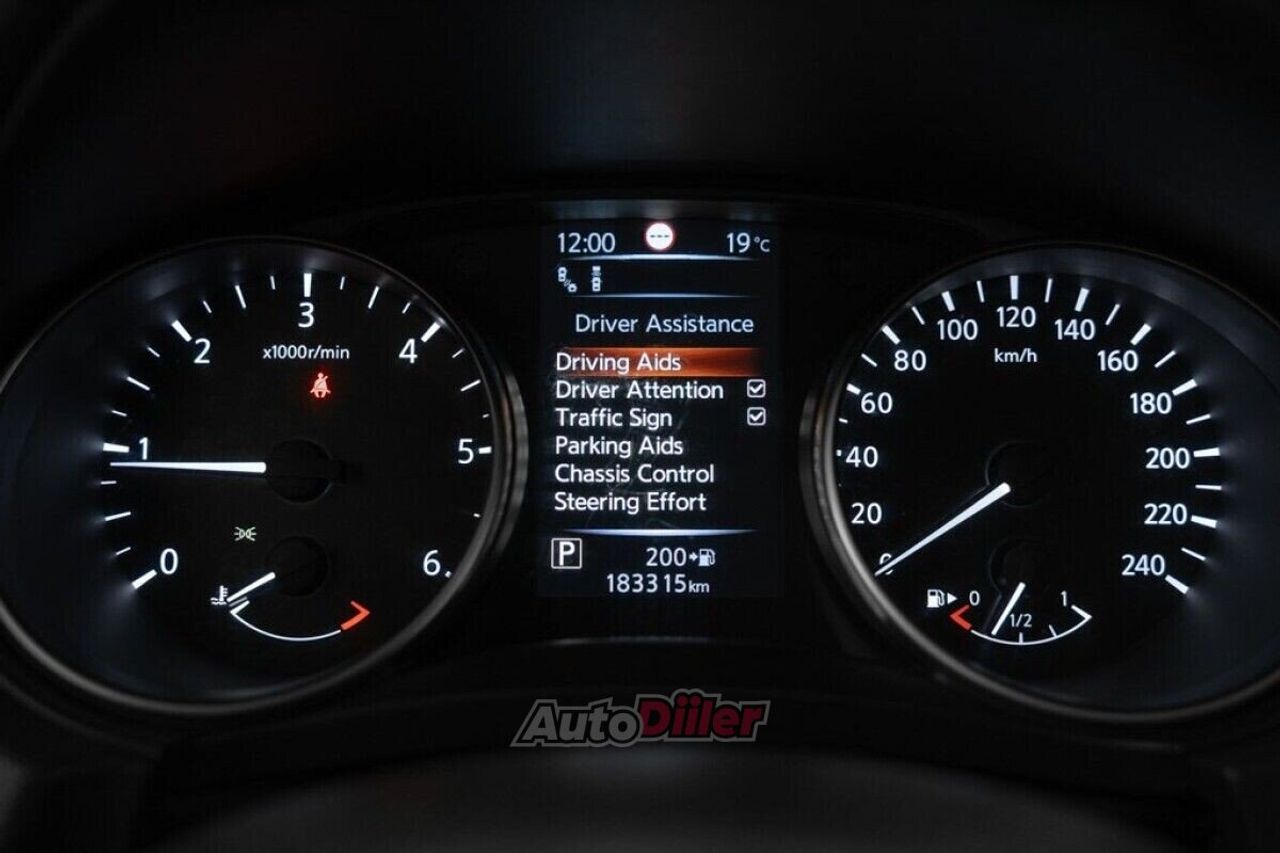 12:00 19°C
Driver Assistance
Driving Aids
Driver Attention
Traffic Sign
Parking Aids
Chassis Control
Steering Effort
P 200
183315km
0 1 2 3 4 5 6
x1000r/min
0 20 40 60 80 100 120 140 160 180 200 220 240
km/h
0 1/2 1
AutoDiiler